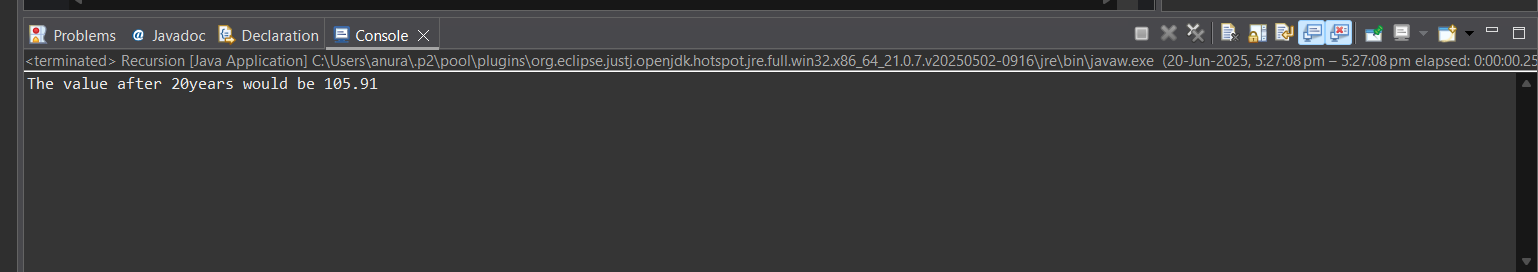 Problems @ Javadoc Declaration Console
<terminated> Recursion [Java Application] C:\Users\anura\.p2\pool\plugins\org.eclipse.justj.openjdk.hotspot.jre.full.win32.x86_64_21.0.7.v20250502-0916\jre\bin\javaw.exe (20-Jun-2025, 5:27:08 pm – 5:27:08 pm elapsed: 0:00:00.25
The value after 20years would be 105.91